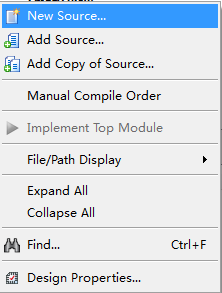 New Source...
Add Source...
Add Copy of Source...
Manual Compile Order
Implement Top Module
File/Path Display
Expand All
Collapse All
Find... Ctrl+F
Design Properties...